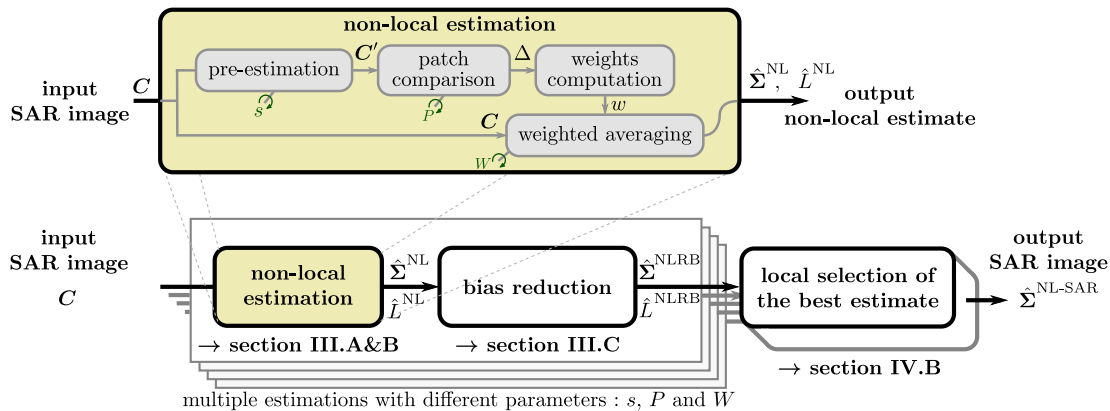 non-local estimation
input
SAR image
C
pre-estimation
C′
patch
comparison
Δ
weights
computation
s
P
w
C
weighted averaging
W
Σ̂^NL, L̂^NL
output
non-local estimate
input
SAR image
C
non-local
estimation
Σ̂^NL
L̂^NL
bias reduction
Σ̂^NLRB
L̂^NLRB
local selection of
the best estimate
output
SAR image
Σ̂^NL-SAR
→ section III.A&B
→ section III.C
→ section IV.B
multiple estimations with different parameters : s, P and W